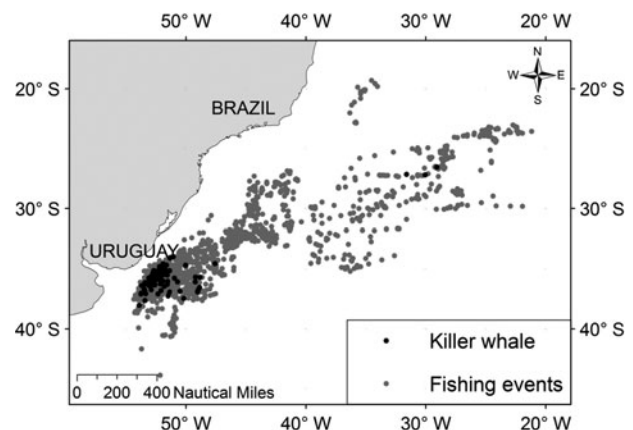 50° W 40° W 30° W 20° W
N
W E
S
20° S 20° S
BRAZIL
30° S 30° S
URUGUAY
40° S 40° S
Killer whale
Fishing events
0 200 400 Nautical Miles
50° W 40° W 30° W 20° W